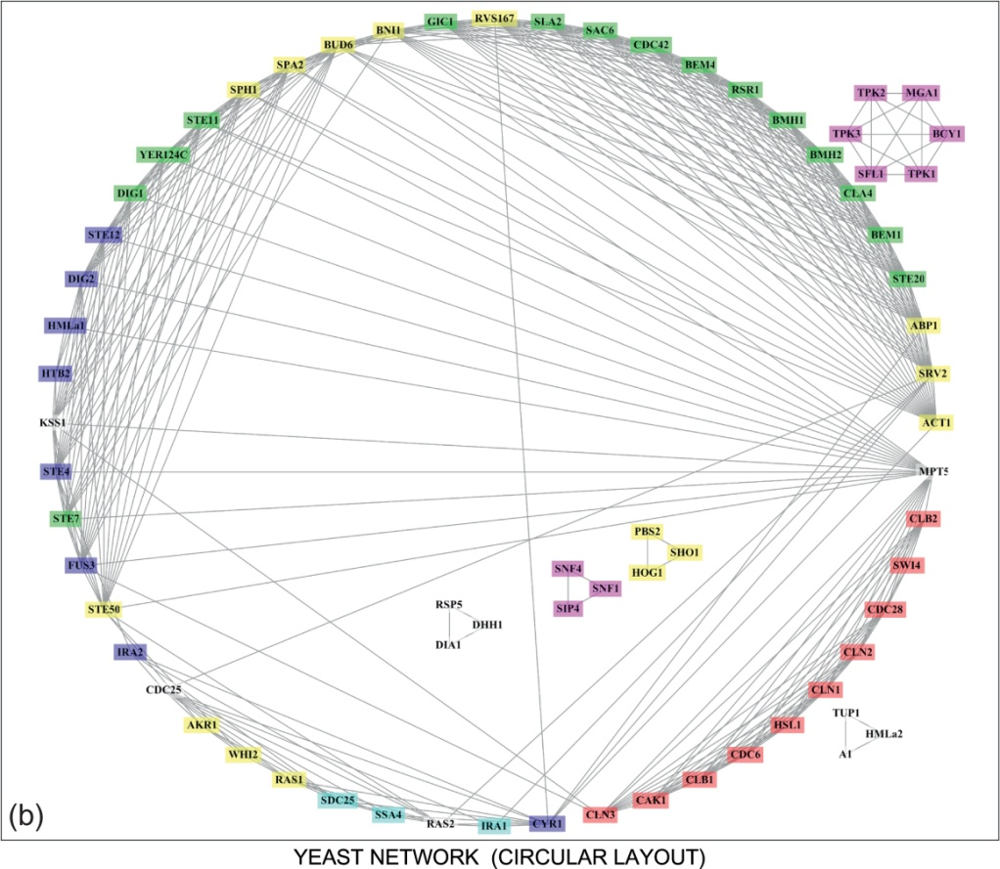 RVS167
GIC1 SLA2
BNI1 SAC6
BUD6 CDC42
SPA2 BEM4
SPH1 RSR1
TPK2 MGA1
STE11 BMH1
TPK3 BCY1
YER124C BMH2
SFL1 TPK1
DIG1 CLA4
STE12 BEM1
DIG2 STE20
HMLa1 ABP1
HTB2 SRV2
KSS1 ACT1
STE4 MPT5
STE7 CLB2
PBS2
SHO1
FUS3 SWI4
SNF4 HOG1
SNF1
SIP4
STE50 CDC28
RSP5
DHH1
DIA1
IRA2 CLN2
CDC25 CLN1
TUP1
AKR1 HSL1
HMLa2
WHI2 CDC6 A1
RAS1 CLB1
SDC25 CAK1
SSA4 CLN3
(b)
RAS2 IRA1 CYR1
YEAST NETWORK (CIRCULAR LAYOUT)